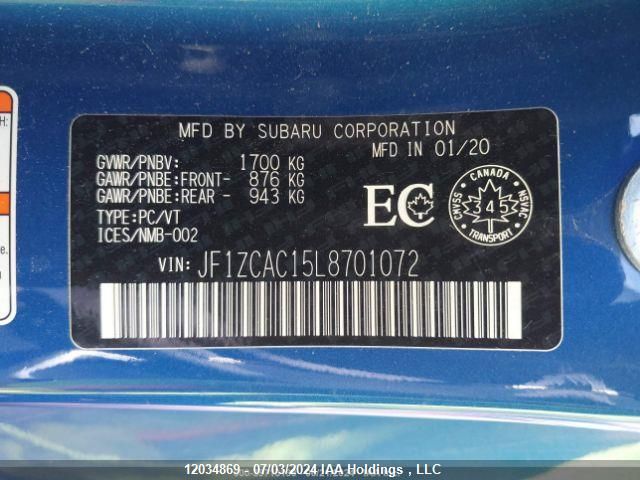 MFD BY SUBARU CORPORATION
MFD IN 01/20
GVWR/PNBV: 1700 KG
GAWR/PNBE:FRONT- 876 KG
GAWR/PNBE:REAR - 943 KG
TYPE:PC/VT
ICES/NMB-002
EC
CANADA
CMVSS
NSVAC
345
TRANSPORT
VIN: JF1ZCAC15L8701072
H:
e.
12034869 - 07/03/2024 IAA Holdings , LLC